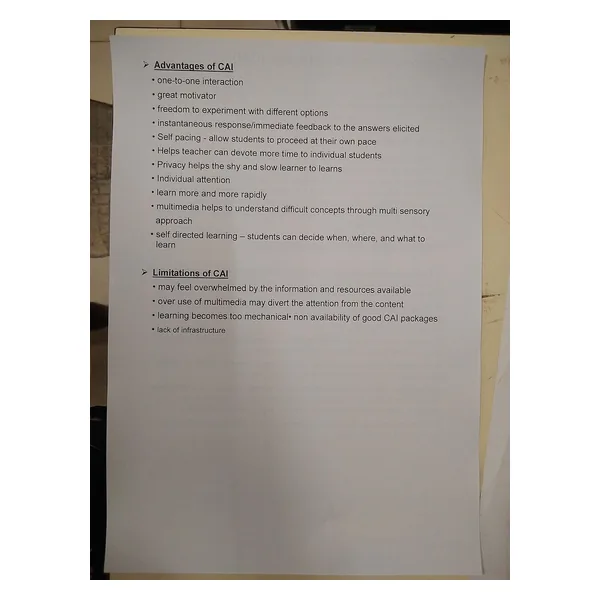 ➢ Advantages of CAI
• one-to-one interaction
• great motivator
• freedom to experiment with different options
• instantaneous response/immediate feedback to the answers elicited
• Self pacing - allow students to proceed at their own pace
• Helps teacher can devote more time to individual students
• Privacy helps the shy and slow learner to learns
• Individual attention
• learn more and more rapidly
• multimedia helps to understand difficult concepts through multi sensory
approach
• self directed learning – students can decide when, where, and what to
learn
➢ Limitations of CAI
• may feel overwhelmed by the information and resources available
• over use of multimedia may divert the attention from the content
• learning becomes too mechanical• non availability of good CAI packages
• lack of infrastructure